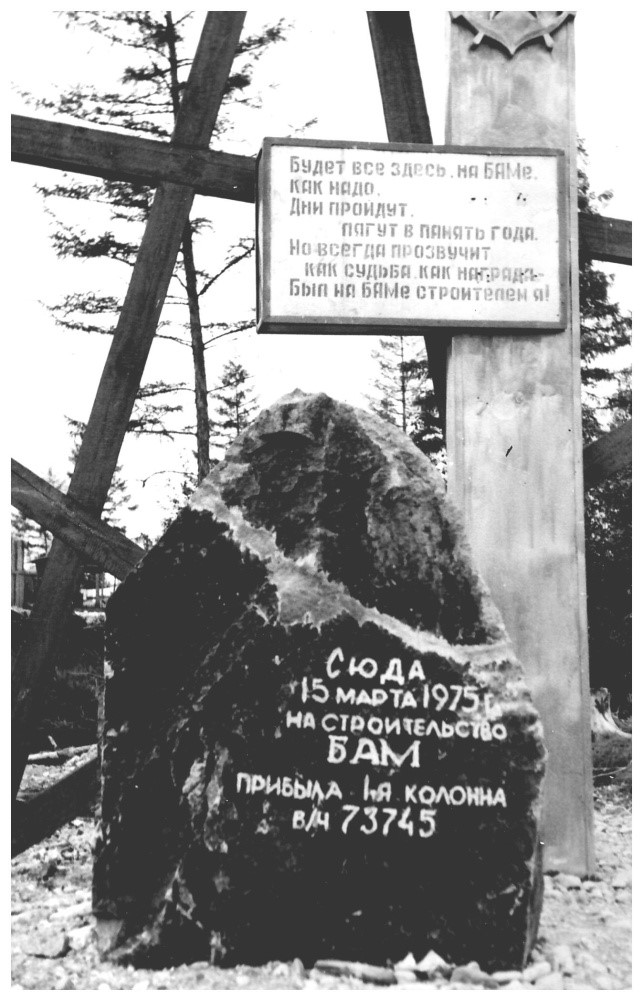 Будет все здесь, на БАМе,
как надо.
Дни пройдут,
лягут в память года.
Но всегда прозвучит
как судьба, как награда-
Был на БАМе строителем я!
СЮДА
15 МАРТА 1975 г.
НА СТРОИТЕЛЬСТВО
БАМ
ПРИБЫЛА 1-Я КОЛОННА
в/ч 73745